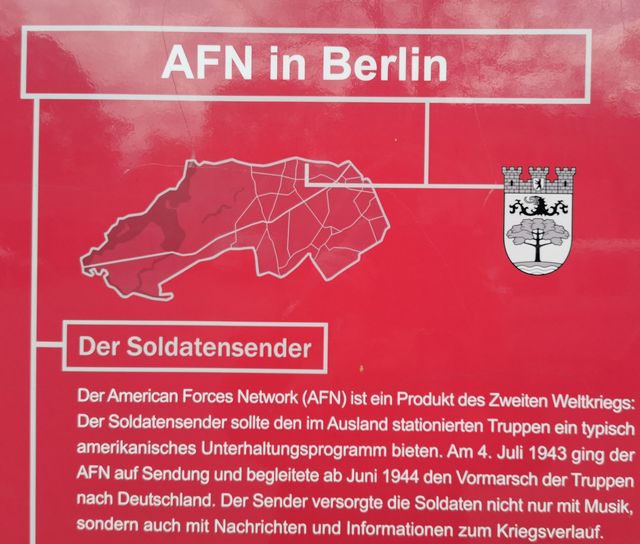 AFN in Berlin
Der Soldatensender
Der American Forces Network (AFN) ist ein Produkt des Zweiten Weltkriegs:
Der Soldatensender sollte den im Ausland stationierten Truppen ein typisch
amerikanisches Unterhaltungsprogramm bieten. Am 4. Juli 1943 ging der
AFN auf Sendung und begleitete ab Juni 1944 den Vormarsch der Truppen
nach Deutschland. Der Sender versorgte die Soldaten nicht nur mit Musik,
sondern auch mit Nachrichten und Informationen zum Kriegsverlauf.